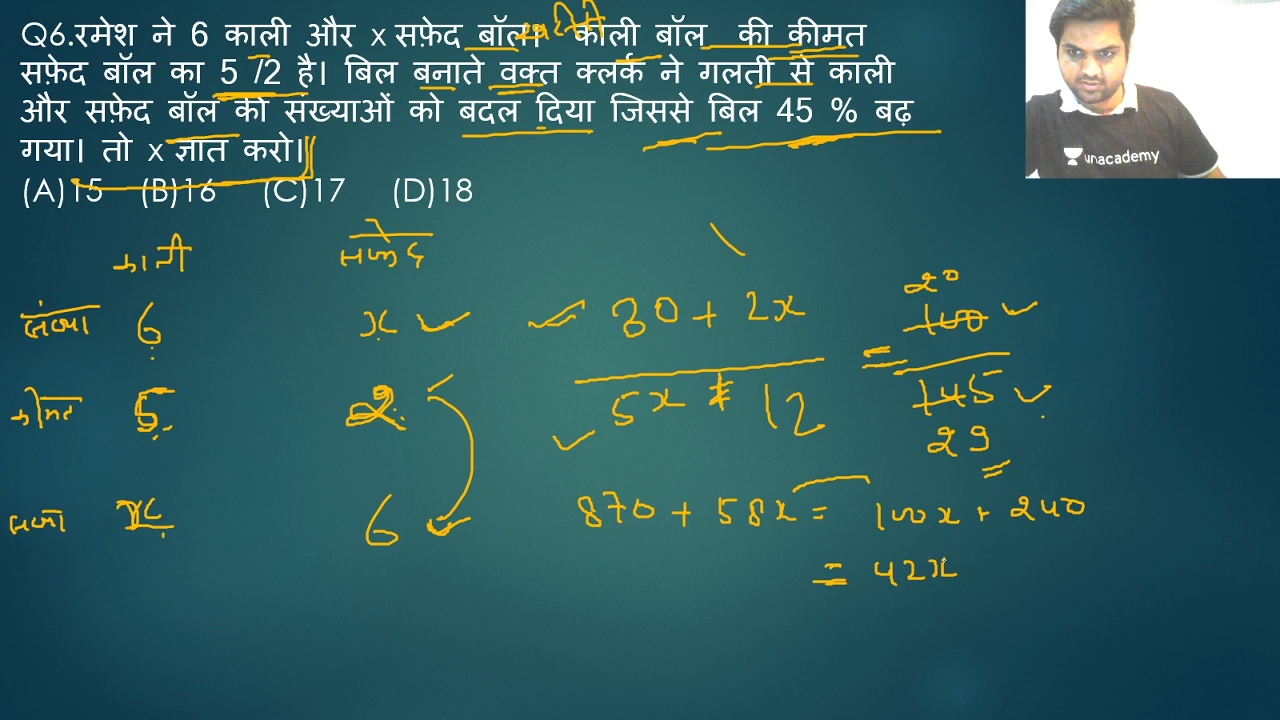 Q6.रमेश ने 6 काली और x सफ़ेद बॉल। खरीदी काली बॉल की कीमत
सफ़ेद बॉल का 5 /2 है। बिल बनाते वक्त क्लर्क ने गलती से काली
और सफ़ेद बॉल की संख्याओं को बदल दिया जिससे बिल 45 % बढ़
गया। तो x ज्ञात करो।
(A)15 (B)16 (C)17 (D)18
unacademy
काली सफेद
संख्या 6 x
कीमत 5 2
x 6
30 + 2x
5x + 12
=
20
100
145
29
870 + 58x = 100x + 240
= 42x